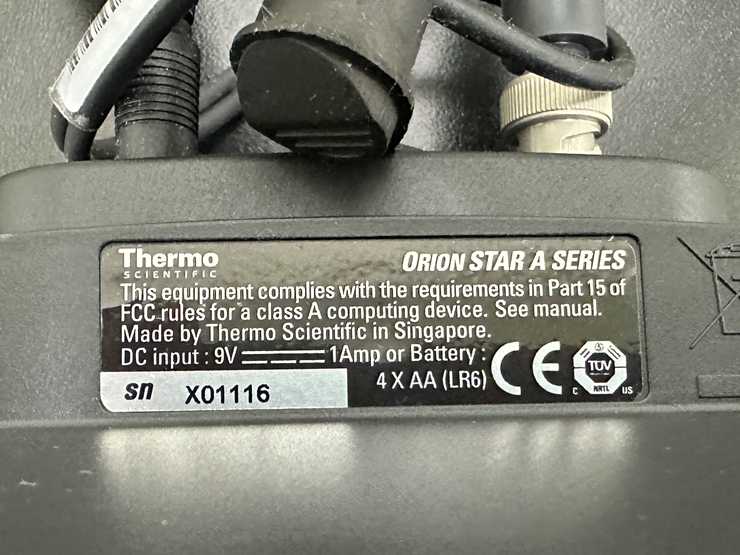 Thermo
SCIENTIFIC
ORION STAR A SERIES
This equipment complies with the requirements in Part 15 of
FCC rules for a class A computing device. See manual.
Made by Thermo Scientific in Singapore.
DC input : 9V 1Amp or Battery :
4 X AA (LR6)
sn X01116
CE
TUV
NRTL
C US